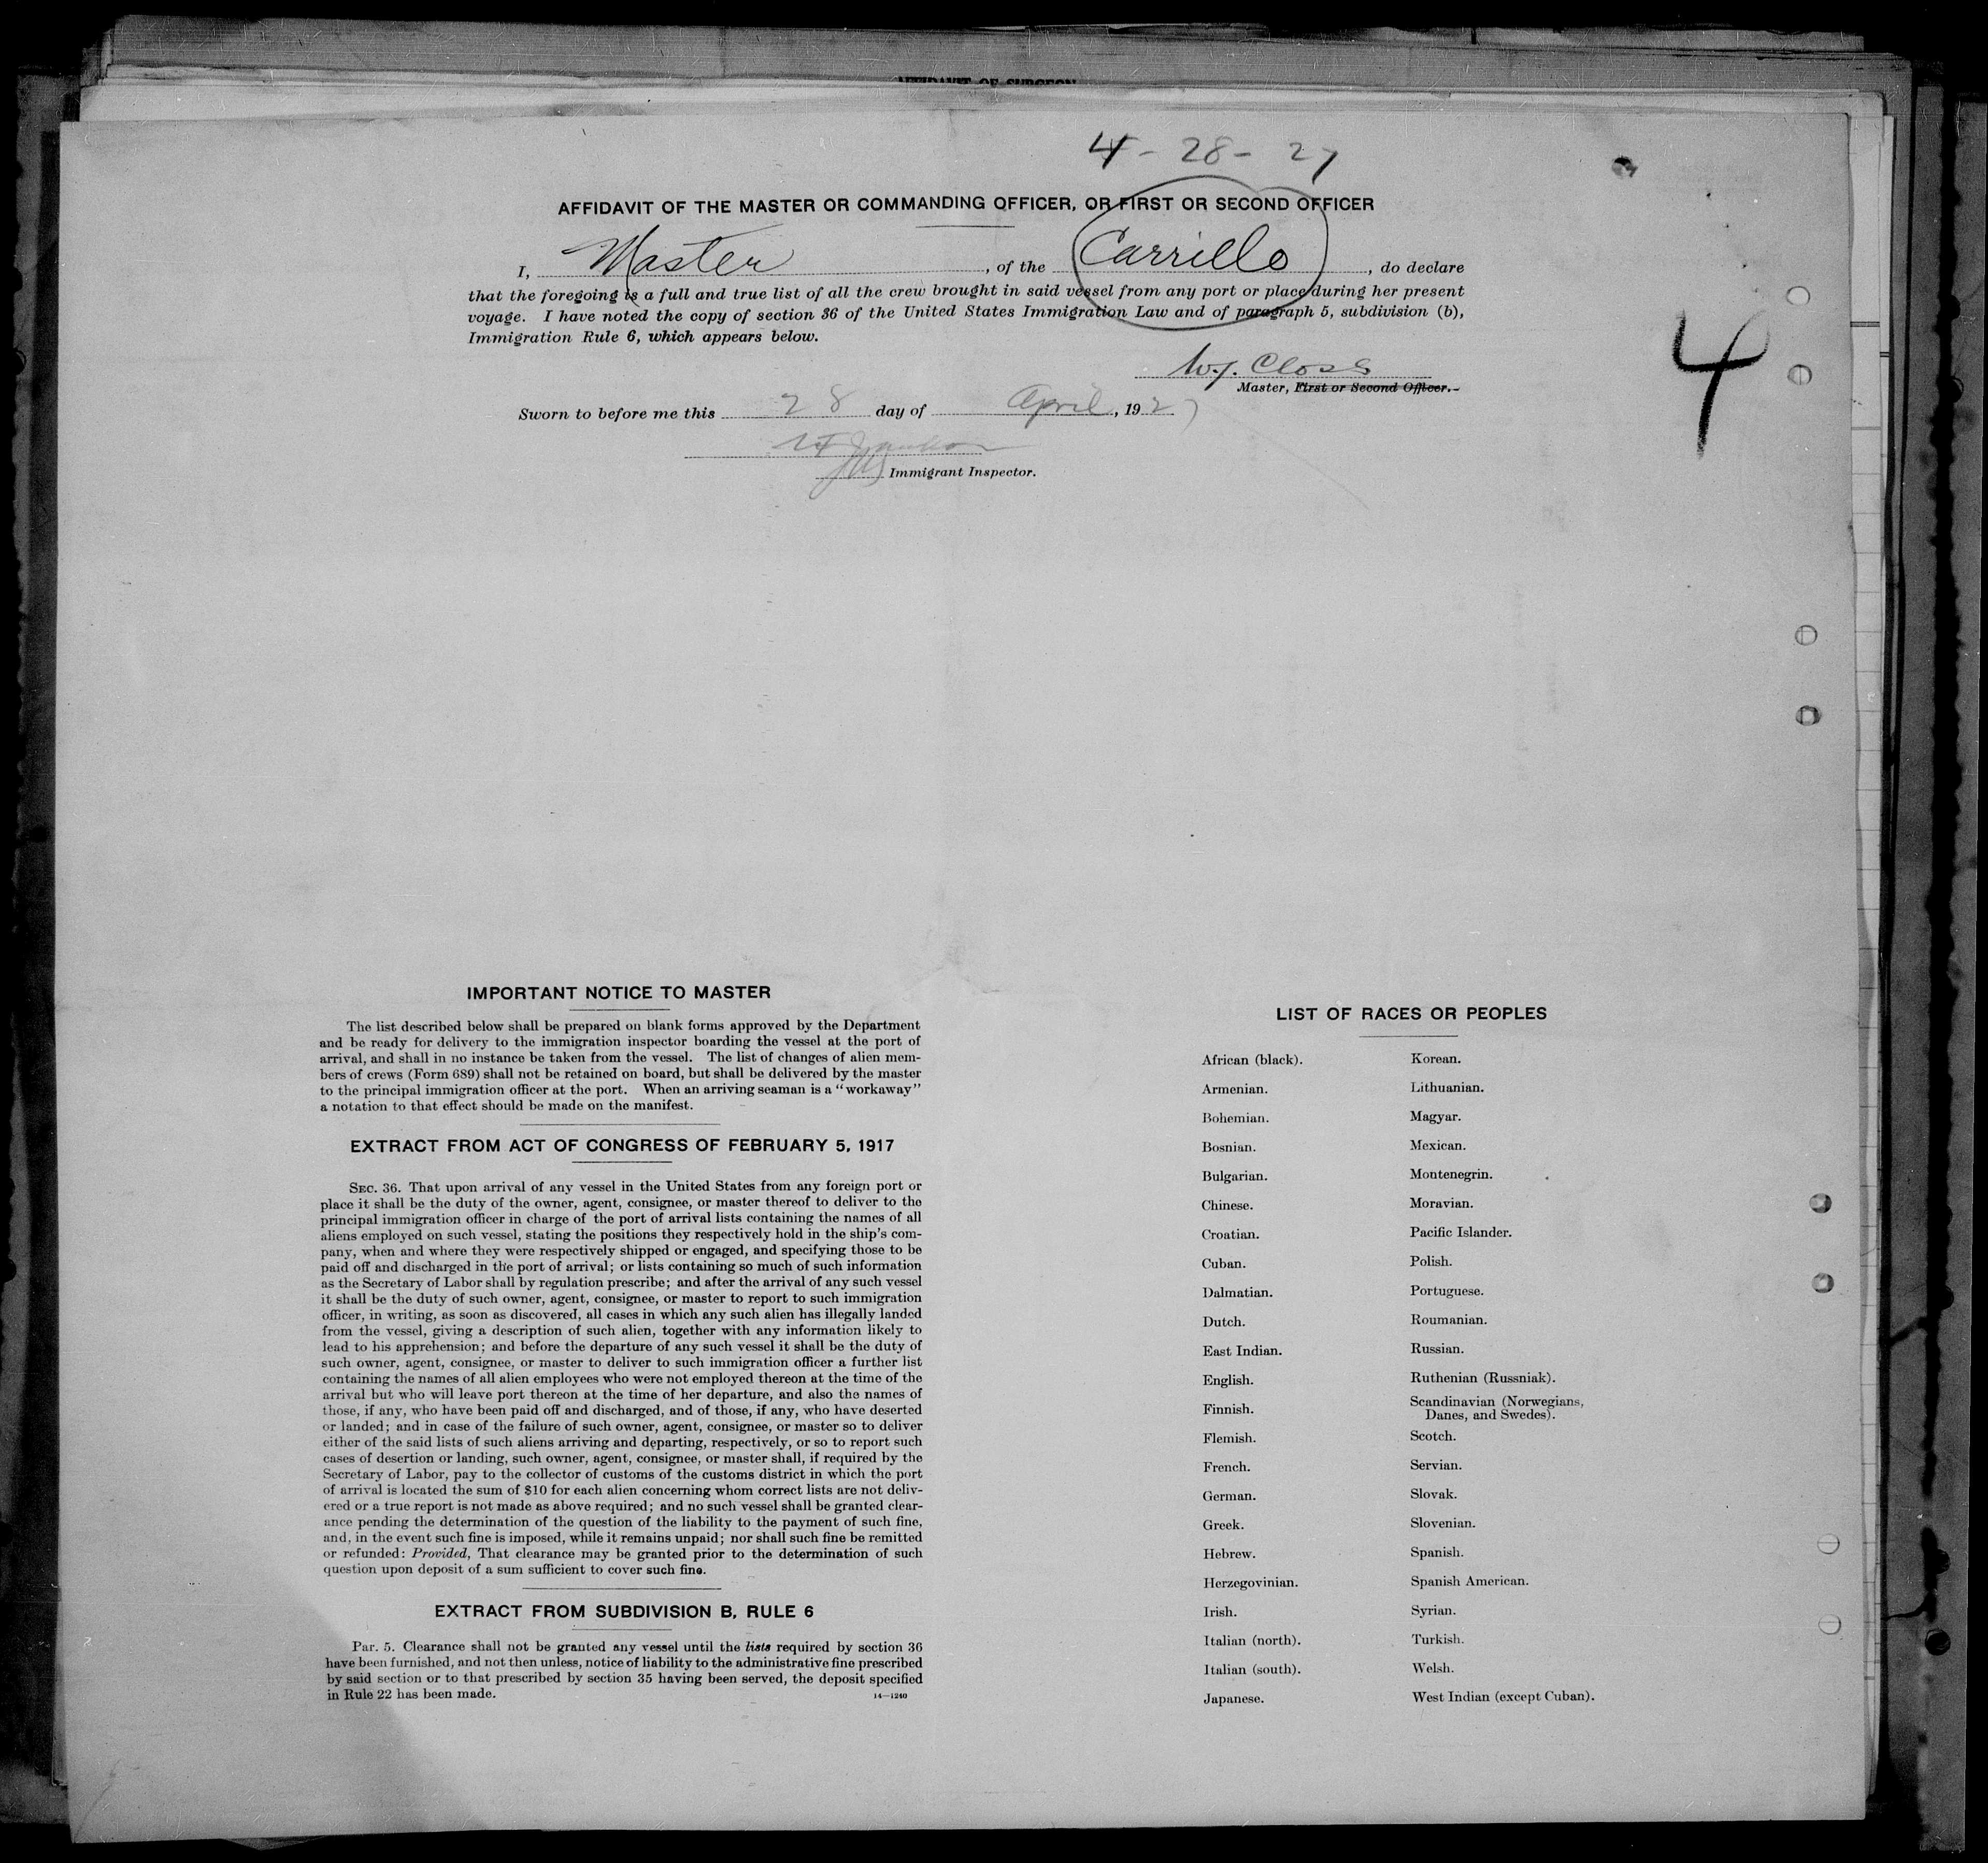 AFFIDAVIT OF SURGEON
4 - 28 - 27
AFFIDAVIT OF THE MASTER OR COMMANDING OFFICER, OR FIRST OR SECOND OFFICER
I, Master, of the Carrillo, do declare
that the foregoing is a full and true list of all the crew brought in said vessel from any port or place during her present
voyage. I have noted the copy of section 36 of the United States Immigration Law and of paragraph 5, subdivision (b),
Immigration Rule 6, which appears below.
4
W.J. Closs
Master, First or Second Officer.
Sworn to before me this 28 day of April, 1927
Immigrant Inspector.
IMPORTANT NOTICE TO MASTER
The list described below shall be prepared on blank forms approved by the Department
and be ready for delivery to the immigration inspector boarding the vessel at the port of
arrival, and shall in no instance be taken from the vessel. The list of changes of alien mem-
bers of crews (Form 689) shall not be retained on board, but shall be delivered by the master
to the principal immigration officer at the port. When an arriving seaman is a "workaway"
a notation to that effect should be made on the manifest.
EXTRACT FROM ACT OF CONGRESS OF FEBRUARY 5, 1917
SEC. 36. That upon arrival of any vessel in the United States from any foreign port or
place it shall be the duty of the owner, agent, consignee, or master thereof to deliver to the
principal immigration officer in charge of the port of arrival lists containing the names of all
aliens employed on such vessel, stating the positions they respectively hold in the ship's com-
pany, when and where they were respectively shipped or engaged, and specifying those to be
paid off and discharged in the port of arrival; or lists containing so much of such information
as the Secretary of Labor shall by regulation prescribe; and after the arrival of any such vessel
it shall be the duty of such owner, agent, consignee, or master to report to such immigration
officer, in writing, as soon as discovered, all cases in which any such alien has illegally landed
from the vessel, giving a description of such alien, together with any information likely to
lead to his apprehension; and before the departure of any such vessel it shall be the duty of
such owner, agent, consignee, or master to deliver to such immigration officer a further list
containing the names of all alien employees who were not employed thereon at the time of the
arrival but who will leave port thereon at the time of her departure, and also the names of
those, if any, who have been paid off and discharged, and of those, if any, who have deserted
or landed; and in case of the failure of such owner, agent, consignee, or master so to deliver
either of the said lists of such aliens arriving and departing, respectively, or so to report such
cases of desertion or landing, such owner, agent, consignee, or master shall, if required by the
Secretary of Labor, pay to the collector of customs of the customs district in which the port
of arrival is located the sum of $10 for each alien concerning whom correct lists are not deliv-
ered or a true report is not made as above required; and no such vessel shall be granted clear-
ance pending the determination of the question of the liability to the payment of such fine,
and, in the event such fine is imposed, while it remains unpaid; nor shall such fine be remitted
or refunded: Provided, That clearance may be granted prior to the determination of such
question upon deposit of a sum sufficient to cover such fine.
EXTRACT FROM SUBDIVISION B, RULE 6
Par. 5. Clearance shall not be granted any vessel until the lists required by section 36
have been furnished, and not then unless, notice of liability to the administrative fine prescribed
by said section or to that prescribed by section 35 having been served, the deposit specified
in Rule 22 has been made.
14—1240
LIST OF RACES OR PEOPLES
African (black).
Armenian.
Bohemian.
Bosnian.
Bulgarian.
Chinese.
Croatian.
Cuban.
Dalmatian.
Dutch.
East Indian.
English.
Finnish.
Flemish.
French.
German.
Greek.
Hebrew.
Herzegovinian.
Irish.
Italian (north).
Italian (south).
Japanese.
Korean.
Lithuanian.
Magyar.
Mexican.
Montenegrin.
Moravian.
Pacific Islander.
Polish.
Portuguese.
Roumanian.
Russian.
Ruthenian (Russniak).
Scandinavian (Norwegians,
Danes, and Swedes).
Scotch.
Servian.
Slovak.
Slovenian.
Spanish.
Spanish American.
Syrian.
Turkish.
Welsh.
West Indian (except Cuban).